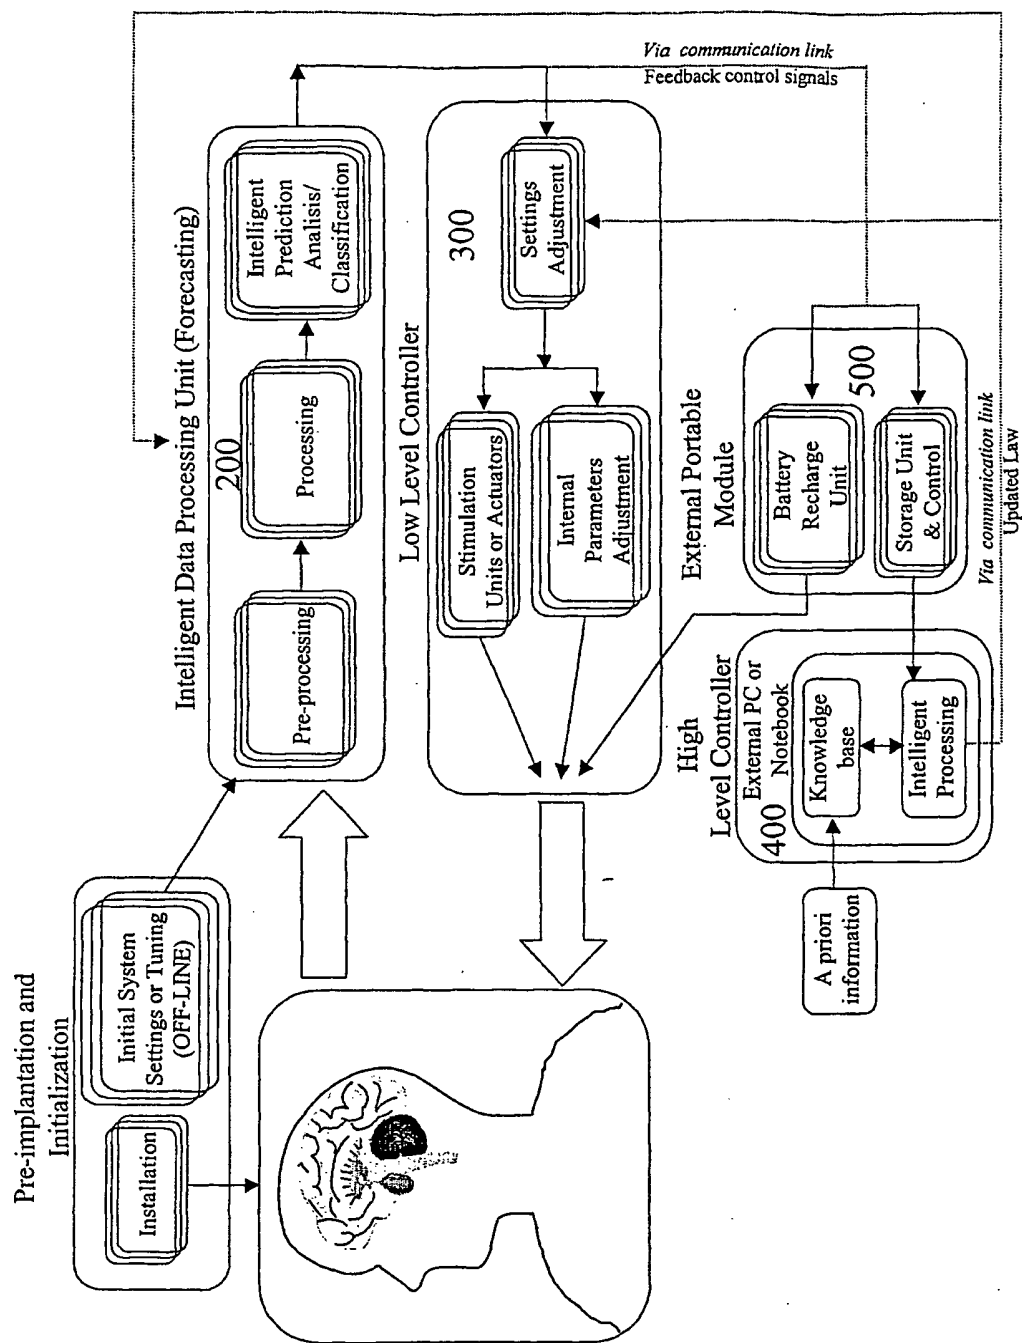 Pre-implantation and
Initialization
Installation
Initial System
Settings or Tuning
(OFF-LINE)
Intelligent Data Processing Unit (Forecasting)
200
Pre-processing
Processing
Intelligent
Prediction
Analisis/
Classification
Via communication link
Feedback control signals
Low Level Controller
300
Stimulation
Units or Actuators
Internal
Parameters
Adjustment
Settings
Adjustment
External Portable
Module
500
Battery
Recharge
Unit
Storage Unit
& Control
High
Level Controller
External PC or
Notebook
400
Knowledge
base
Intelligent
Processing
A priori
information
Via communication link
Updated Law